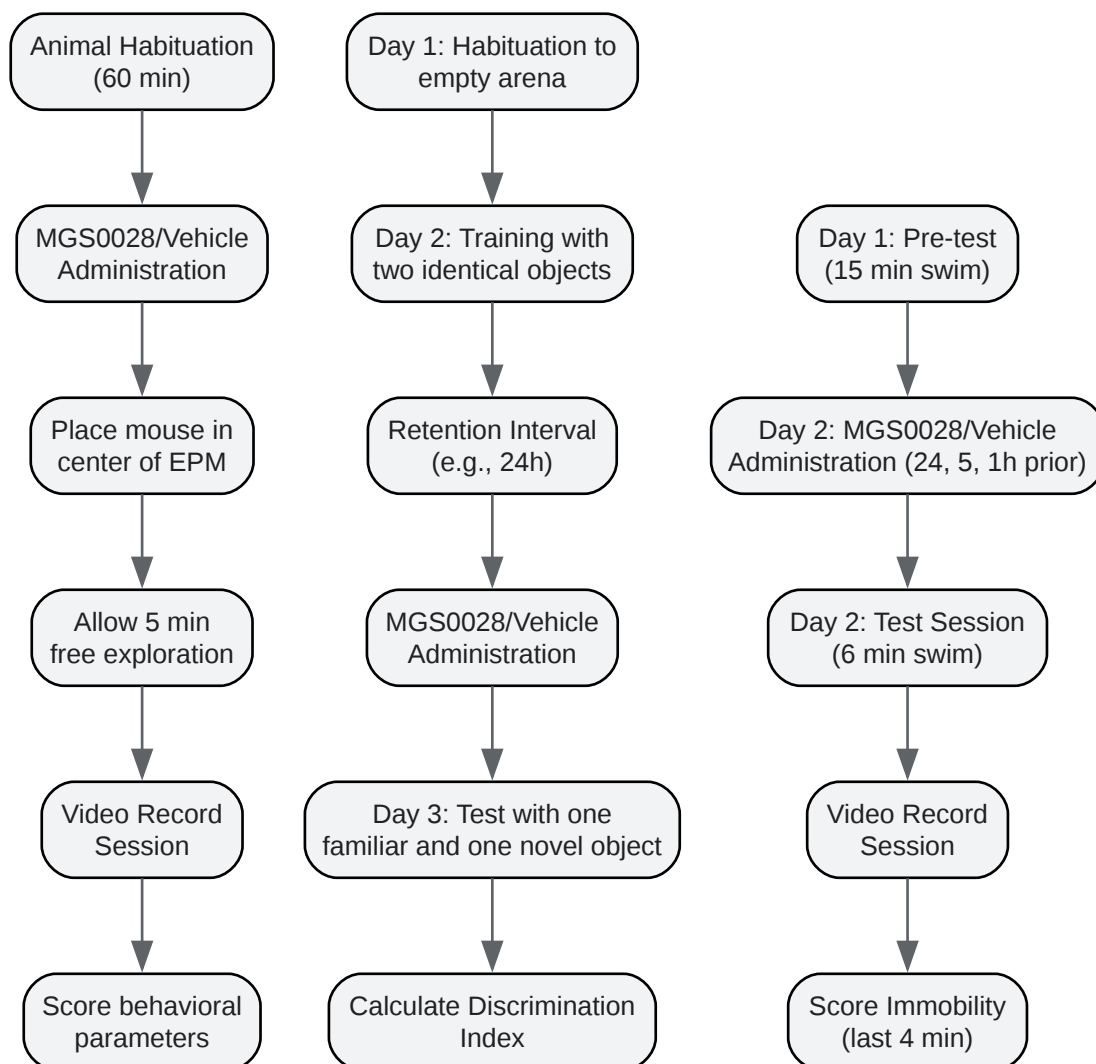 Animal Habituation
(60 min)
MGS0028/Vehicle
Administration
Place mouse in
center of EPM
Allow 5 min
free exploration
Video Record
Session
Score behavioral
parameters
Day 1: Habituation to
empty arena
Day 2: Training with
two identical objects
Retention Interval
(e.g., 24h)
MGS0028/Vehicle
Administration
Day 3: Test with one
familiar and one novel object
Calculate Discrimination
Index
Day 1: Pre-test
(15 min swim)
Day 2: MGS0028/Vehicle
Administration (24, 5, 1h prior)
Day 2: Test Session
(6 min swim)
Video Record
Session
Score Immobility
(last 4 min)